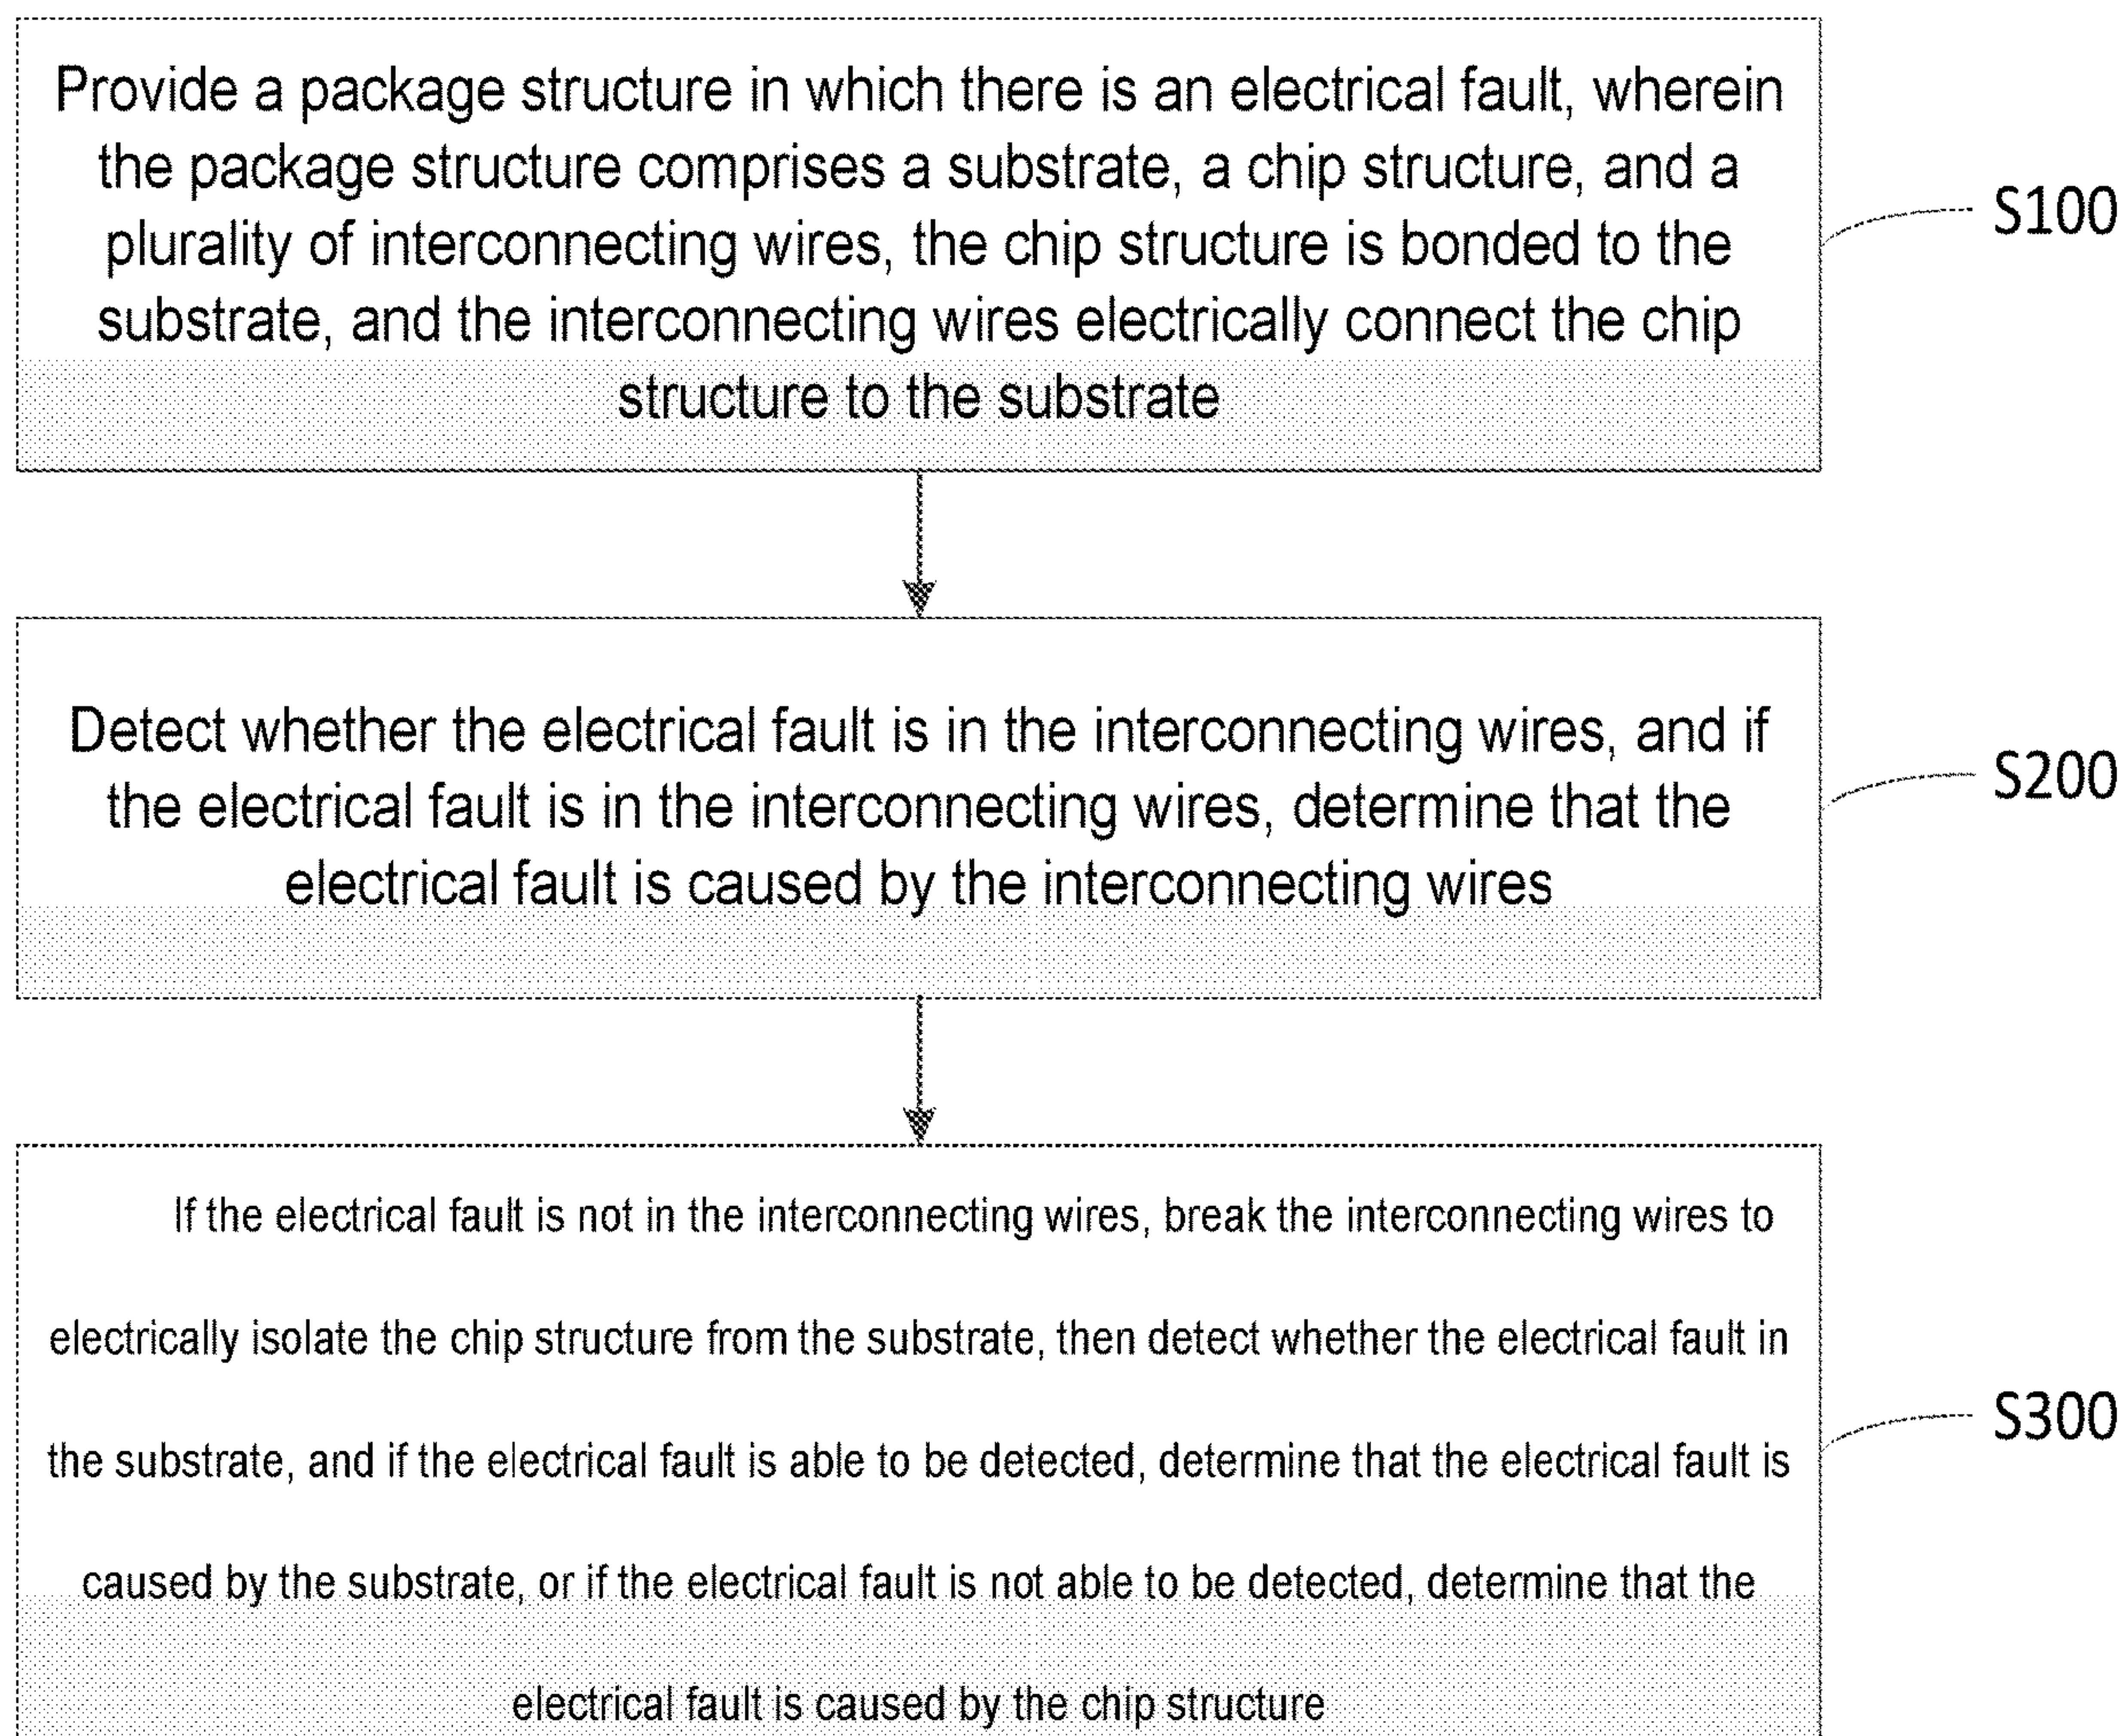 Provide a package structure in which there is an electrical fault, wherein
the package structure comprises a substrate, a chip structure, and a
plurality of interconnecting wires, the chip structure is bonded to the
substrate, and the interconnecting wires electrically connect the chip
structure to the substrate
S100
Detect whether the electrical fault is in the interconnecting wires, and if
the electrical fault is in the interconnecting wires, determine that the
electrical fault is caused by the interconnecting wires
S200
If the electrical fault is not in the interconnecting wires, break the interconnecting wires to
electrically isolate the chip structure from the substrate, then detect whether the electrical fault in
the substrate, and if the electrical fault is able to be detected, determine that the electrical fault is
caused by the substrate, or if the electrical fault is not able to be detected, determine that the
electrical fault is caused by the chip structure
S300